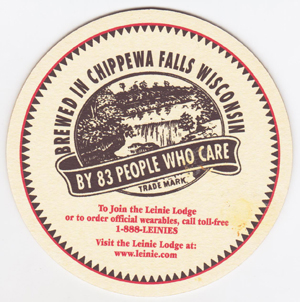 BREWED IN CHIPPEWA FALLS WISCONSIN
BY 83 PEOPLE WHO CARE
TRADE MARK
To Join the Leinie Lodge
or to order official wearables, call toll-free
1-888-LEINIES
Visit the Leinie Lodge at:
www.leinie.com